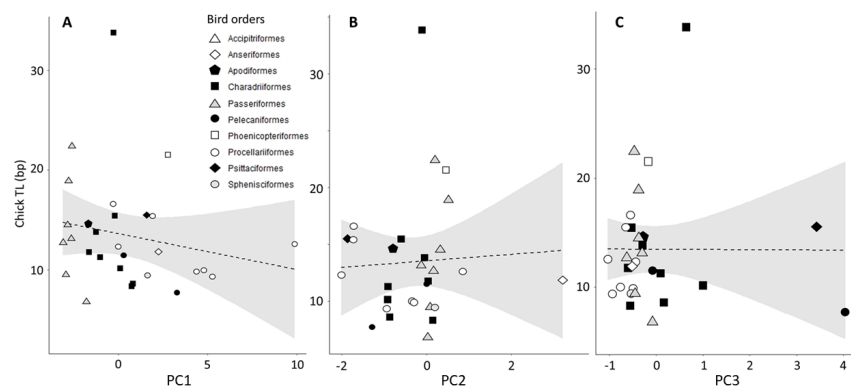 A
Bird orders
Accipitriformes
Anseriformes
Apodiformes
Charadriiformes
Passeriformes
Pelecaniformes
Phoenicopteriformes
Procellariiformes
Psittaciformes
Sphenisciformes
Chick TL (bp)
30
20
10
0
5
10
PC1
B
30
20
10
-2
0
2
PC2
C
30
20
10
-1
0
1
2
3
4
PC3